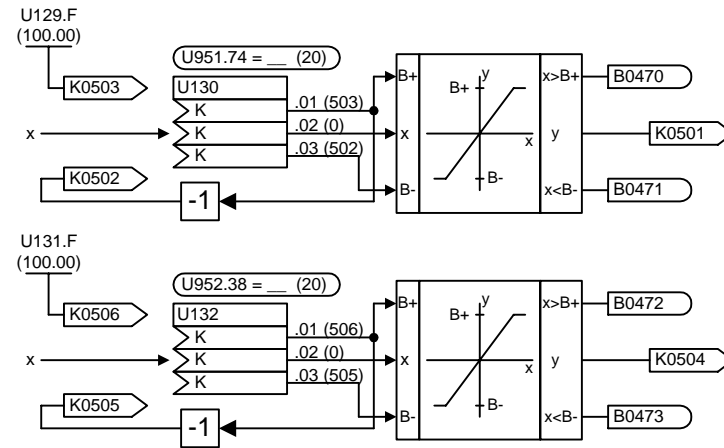 U129.F
(100.00)
K0503
U951.74 = __ (20)
U130
K
.01 (503)
x
K
.02 (0)
K
.03 (502)
K0502
-1
B+
x
B-
B+
y
x
B-
x>B+
y
x<B-
B0470
K0501
B0471
U131.F
(100.00)
K0506
U952.38 = __ (20)
U132
K
.01 (506)
x
K
.02 (0)
K
.03 (505)
K0505
-1
B+
x
B-
B+
y
x
B-
x>B+
y
x<B-
B0472
K0504
B0473